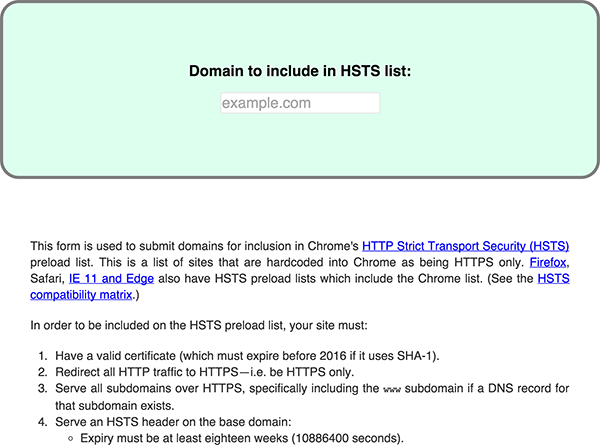 Domain to include in HSTS list:
example.com
This form is used to submit domains for inclusion in Chrome's HTTP Strict Transport Security (HSTS)
preload list. This is a list of sites that are hardcoded into Chrome as being HTTPS only. Firefox,
Safari, IE 11 and Edge also have HSTS preload lists which include the Chrome list. (See the HSTS
compatibility matrix.)
In order to be included on the HSTS preload list, your site must:
1. Have a valid certificate (which must expire before 2016 if it uses SHA-1).
2. Redirect all HTTP traffic to HTTPS—i.e. be HTTPS only.
3. Serve all subdomains over HTTPS, specifically including the www subdomain if a DNS record for
that subdomain exists.
4. Serve an HSTS header on the base domain:
◦ Expiry must be at least eighteen weeks (10886400 seconds).